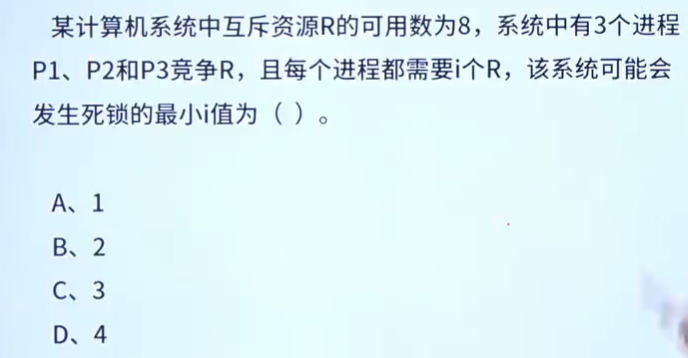 某计算机系统中互斥资源R的可用数为8，系统中有3个进程
P1、P2和P3竞争R，且每个进程都需要i个R，该系统可能会
发生死锁的最小i值为（ ）。
A、1
B、2
C、3
D、4